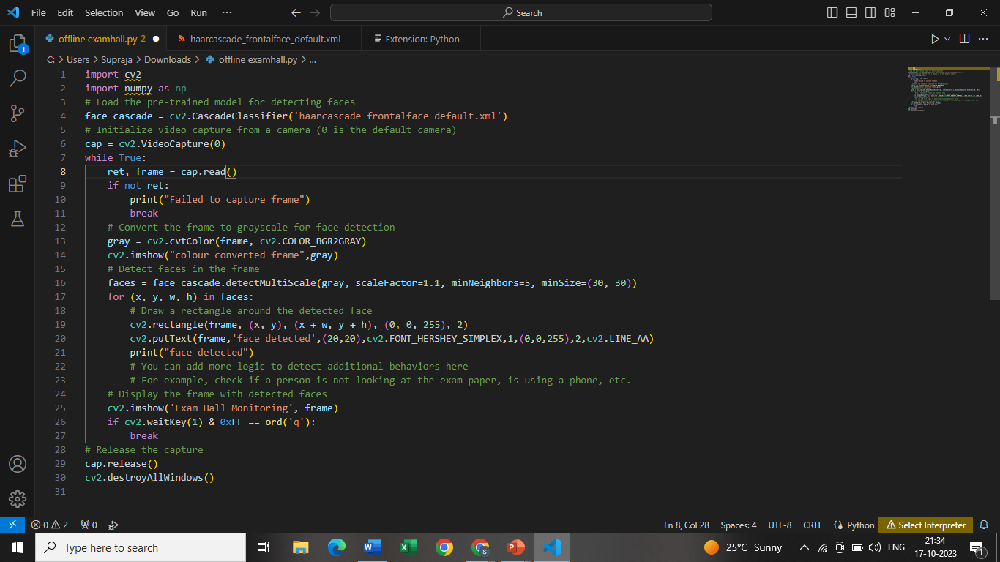 File Edit Selection View Go Run ··· Search
offline examhall.py 2 haarcascade_frontalface_default.xml Extension: Python
C: > Users > Supraja > Downloads > offline examhall.py > ...
1 import cv2
2 import numpy as np
3 # Load the pre-trained model for detecting faces
4 face_cascade = cv2.CascadeClassifier('haarcascade_frontalface_default.xml')
5 # Initialize video capture from a camera (0 is the default camera)
6 cap = cv2.VideoCapture(0)
7 while True:
8     ret, frame = cap.read()
9     if not ret:
10         print("Failed to capture frame")
11         break
12     # Convert the frame to grayscale for face detection
13     gray = cv2.cvtColor(frame, cv2.COLOR_BGR2GRAY)
14     cv2.imshow("colour converted frame",gray)
15     # Detect faces in the frame
16     faces = face_cascade.detectMultiScale(gray, scaleFactor=1.1, minNeighbors=5, minSize=(30, 30))
17     for (x, y, w, h) in faces:
18         # Draw a rectangle around the detected face
19         cv2.rectangle(frame, (x, y), (x + w, y + h), (0, 0, 255), 2)
20         cv2.putText(frame,'face detected',(20,20),cv2.FONT_HERSHEY_SIMPLEX,1,(0,0,255),2,cv2.LINE_AA)
21         print("face detected")
22         # You can add more logic to detect additional behaviors here
23         # For example, check if a person is not looking at the exam paper, is using a phone, etc.
24     # Display the frame with detected faces
25     cv2.imshow('Exam Hall Monitoring', frame)
26     if cv2.waitKey(1) & 0xFF == ord('q'):
27         break
28 # Release the capture
29 cap.release()
30 cv2.destroyAllWindows()
31
1
0 2 0 Ln 8, Col 28 Spaces: 4 UTF-8 CRLF Python Select Interpreter
Type here to search 25°C Sunny ENG 21:34
17-10-2023 1